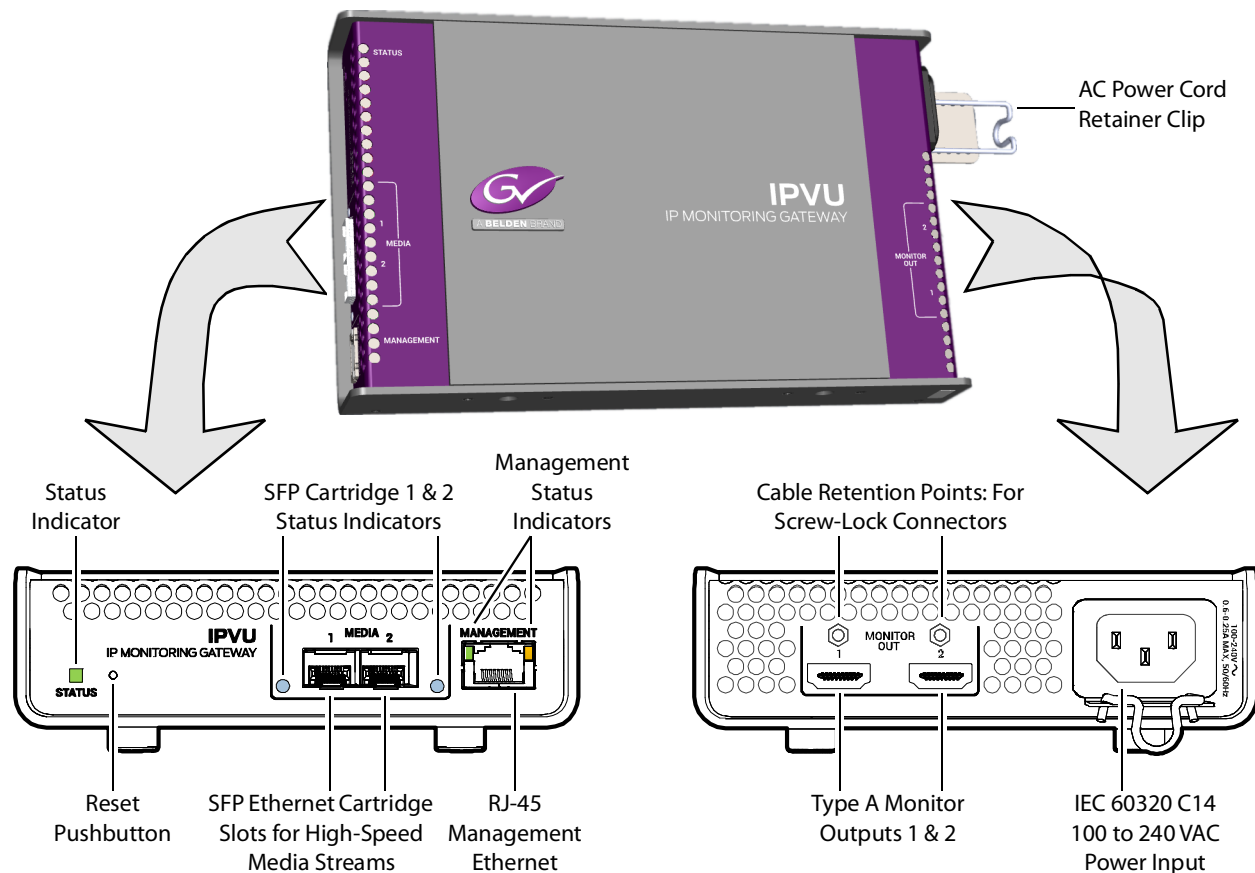 STATUS
1
MEDIA
2
MANAGEMENT
GV
A BELDEN BRAND
IPVU
IP MONITORING GATEWAY
2
MONITOR
OUT
1
AC Power Cord
Retainer Clip
Status
Indicator
SFP Cartridge 1 & 2
Status Indicators
Management
Status
Indicators
Cable Retention Points: For
Screw-Lock Connectors
IPVU
IP MONITORING GATEWAY
STATUS
1 MEDIA 2
MANAGEMENT
MONITOR
OUT
1
2
100-240V~
0.6-0.25A MAX, 50/60Hz
Reset
Pushbutton
SFP Ethernet Cartridge
Slots for High-Speed
Media Streams
RJ-45
Management
Ethernet
Type A Monitor
Outputs 1 & 2
IEC 60320 C14
100 to 240 VAC
Power Input